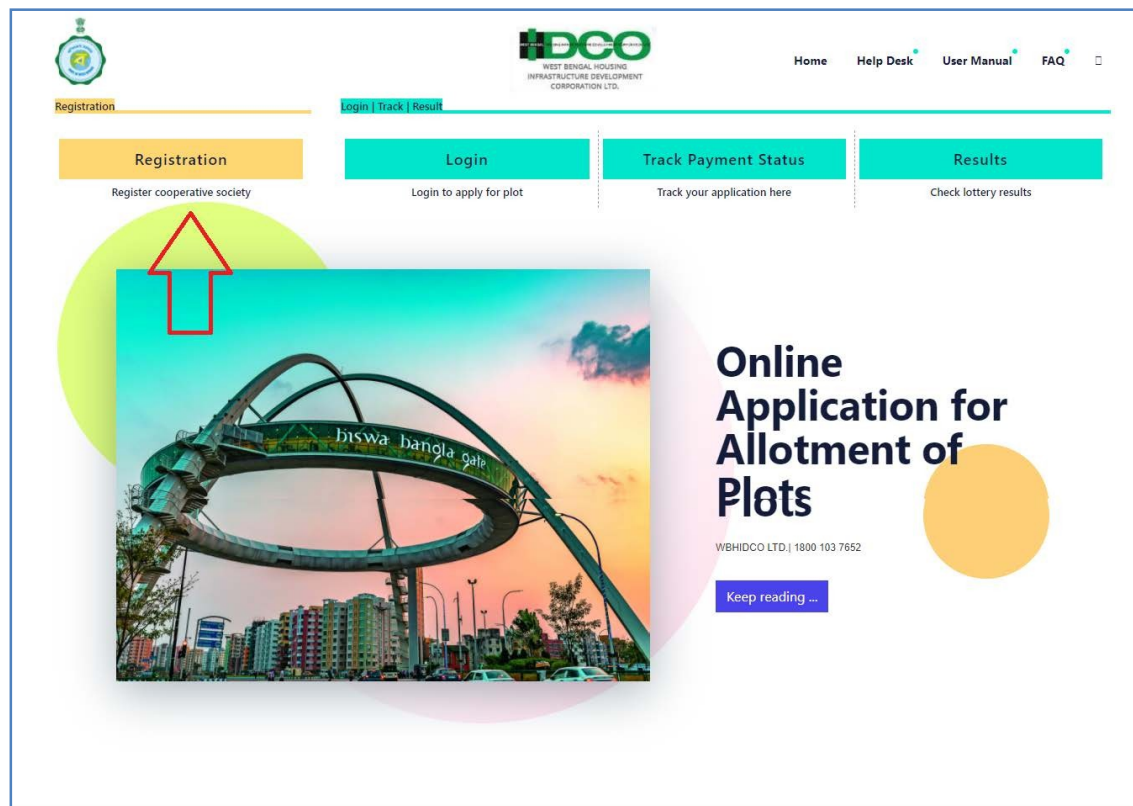 HIDCO
WEST BENGAL HOUSING
INFRASTRUCTURE DEVELOPMENT
CORPORATION LTD.
Home Help Desk User Manual FAQ
Registration
Login | Track | Result
Registration
Register cooperative society
Login
Login to apply for plot
Track Payment Status
Track your application here
Results
Check lottery results
biswa bangla gate
Online
Application for
Allotment of
Plots
WBHIDCO LTD.| 1800 103 7652
Keep reading ...